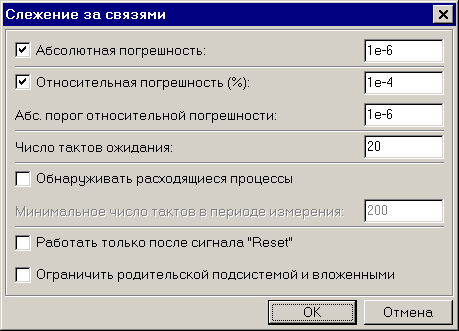 Слежение за связями
Абсолютная погрешность: 1e-6
Относительная погрешность (%): 1e-4
Абс. порог относительной погрешности: 1e-6
Число тактов ожидания: 20
Обнаруживать расходящиеся процессы
Минимальное число тактов в периоде измерения: 200
Работать только после сигнала "Reset"
Ограничить родительской подсистемой и вложенными
OK Отмена